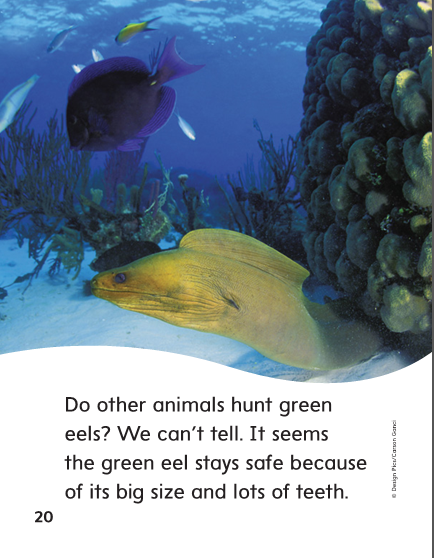 Do other animals hunt green
eels? We can't tell. It seems
the green eel stays safe because
of its big size and lots of teeth.
20
© Design Pics/Carson Ganci